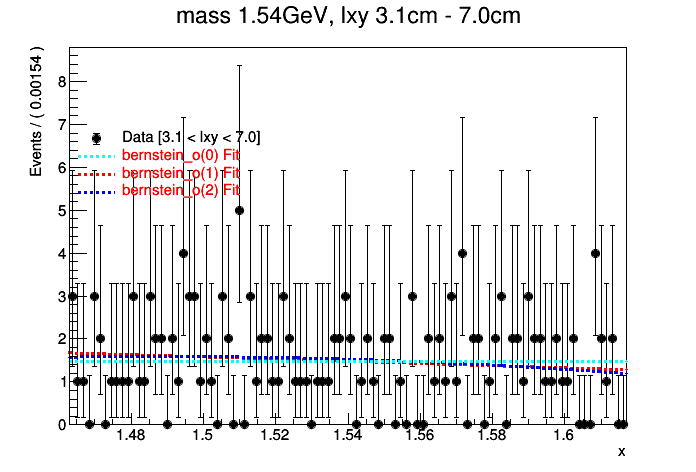 mass 1.54GeV, lxy 3.1cm - 7.0cm
Events / ( 0.00154 )
8
7
6
5
4
3
2
1
0
Data [3.1 < lxy < 7.0]
bernstein_o(0) Fit
bernstein_o(1) Fit
bernstein_o(2) Fit
1.48 1.5 1.52 1.54 1.56 1.58 1.6
x